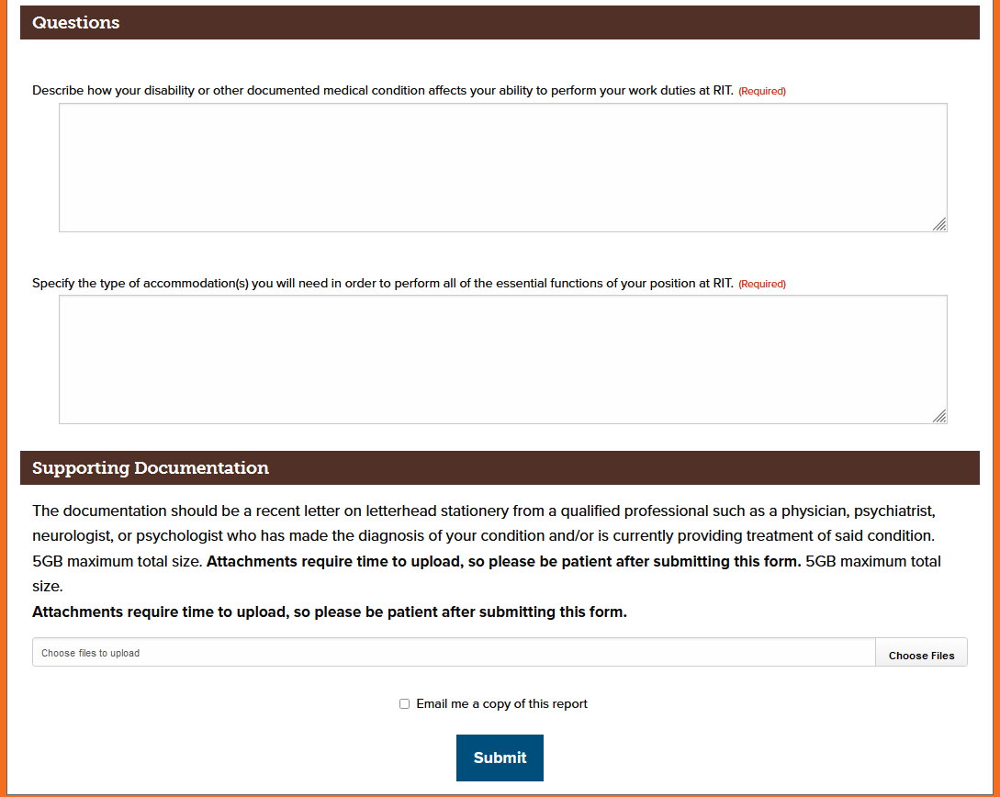 Questions
Describe how your disability or other documented medical condition affects your ability to perform your work duties at RIT. (Required)
Specify the type of accommodation(s) you will need in order to perform all of the essential functions of your position at RIT. (Required)
Supporting Documentation
The documentation should be a recent letter on letterhead stationery from a qualified professional such as a physician, psychiatrist,
neurologist, or psychologist who has made the diagnosis of your condition and/or is currently providing treatment of said condition.
5GB maximum total size. Attachments require time to upload, so please be patient after submitting this form. 5GB maximum total
size.
Attachments require time to upload, so please be patient after submitting this form.
Choose files to upload Choose Files
Email me a copy of this report
Submit